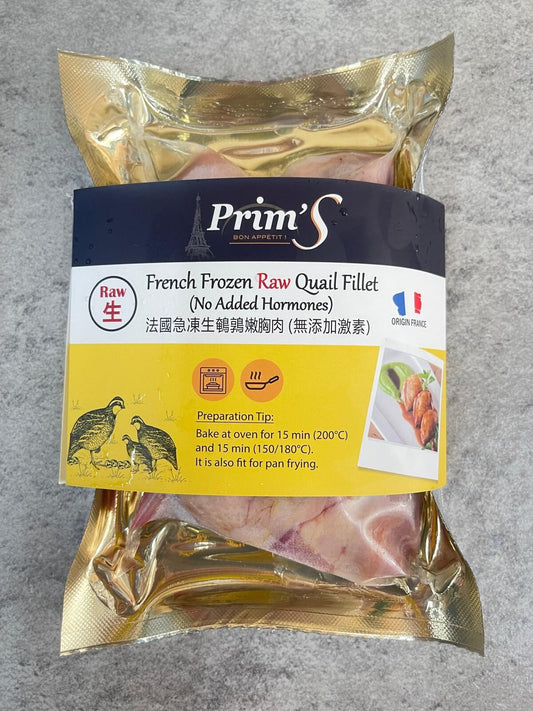 Prim'S
BON APPETIT !
Raw
生
French Frozen Raw Quail Fillet
(No Added Hormones)
法國急凍生鵪鶉嫩胸肉 (無添加激素)
ORIGIN FRANCE
Preparation Tip:
Bake at oven for 15 min (200°C)
and 15 min (150/180°C).
It is also fit for pan frying.